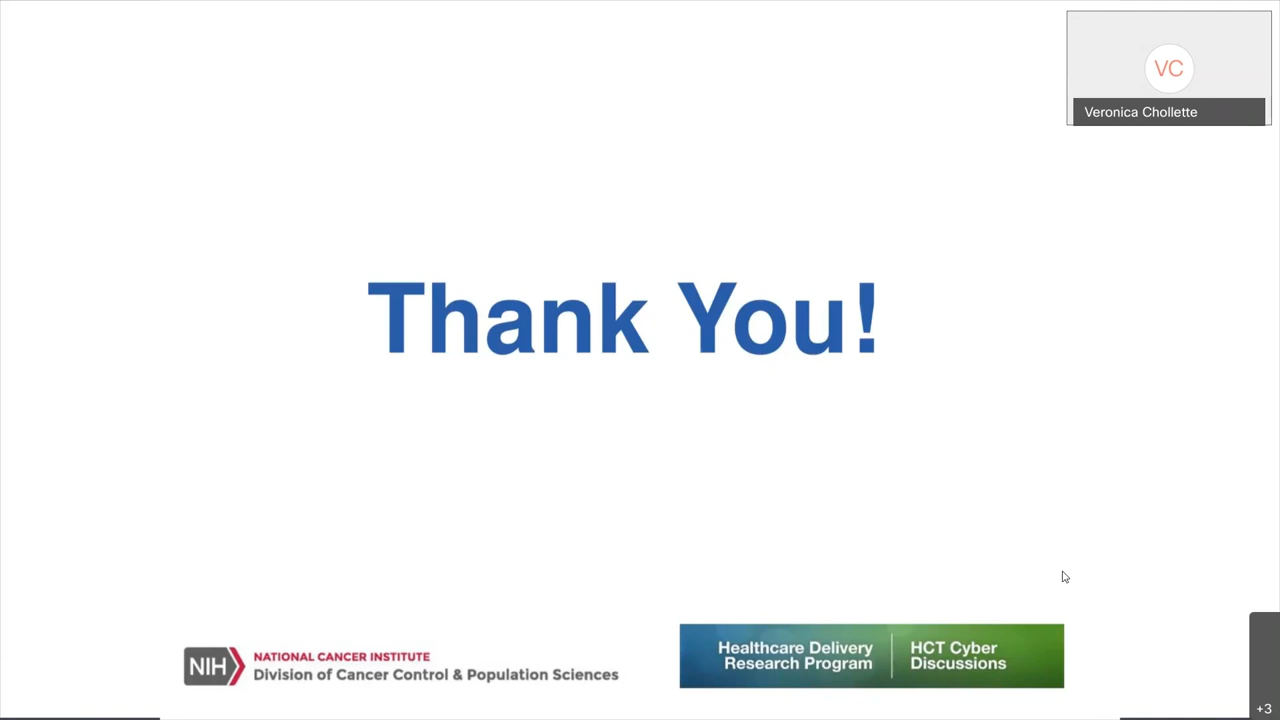 VC
Veronica Chollette
Thank You!
NIH
NATIONAL CANCER INSTITUTE
Division of Cancer Control & Population Sciences
Healthcare Delivery
Research Program
HCT Cyber
Discussions
+3